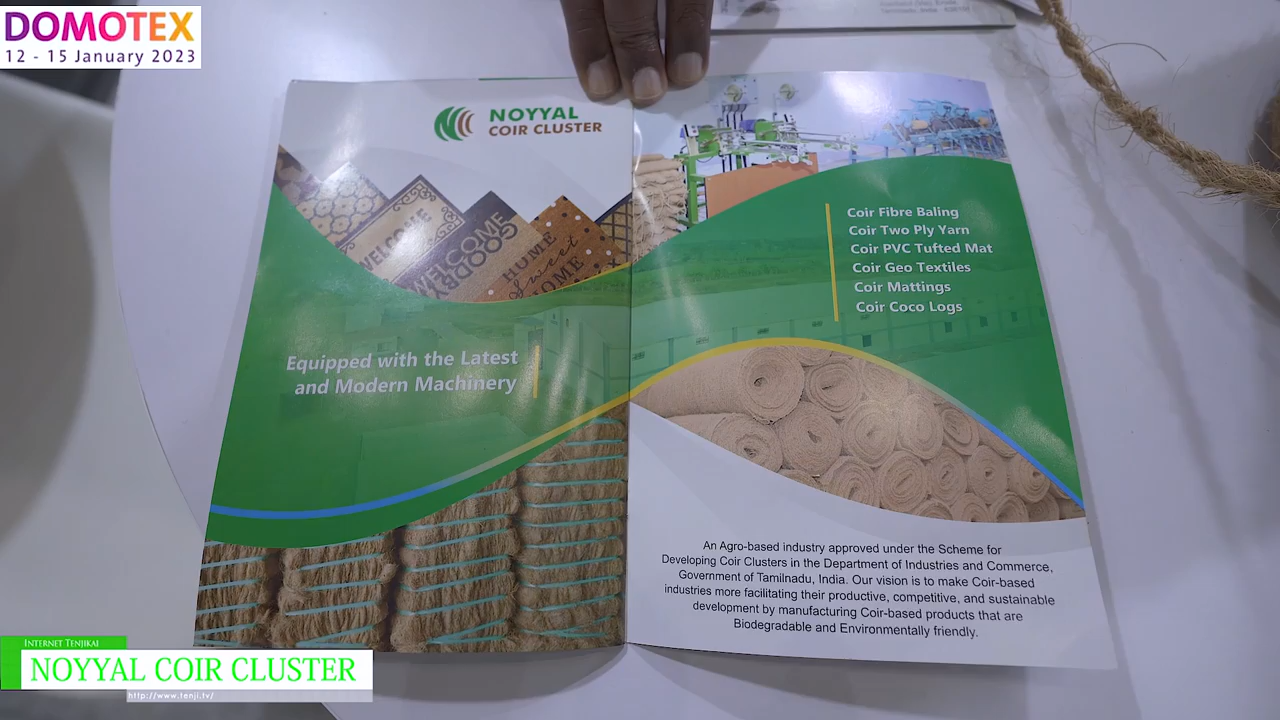 DOMOTEX
12 - 15 January 2023
Tamilnadu, India
NOYYAL
COIR CLUSTER
WELCOME
WELCOME
GOODBYE
HOME
Sweet
HOME
Equipped with the Latest
and Modern Machinery
Coir Fibre Baling
Coir Two Ply Yarn
Coir PVC Tufted Mat
Coir Geo Textiles
Coir Mattings
Coir Coco Logs
An Agro-based industry approved under the Scheme for
Developing Coir Clusters in the Department of Industries and Commerce,
Government of Tamilnadu, India. Our vision is to make Coir-based
industries more facilitating their productive, competitive, and sustainable
development by manufacturing Coir-based products that are
Biodegradable and Environmentally friendly.
INTERNET TENJIKAI
NOYYAL COIR CLUSTER
http://www.tenji.tv/